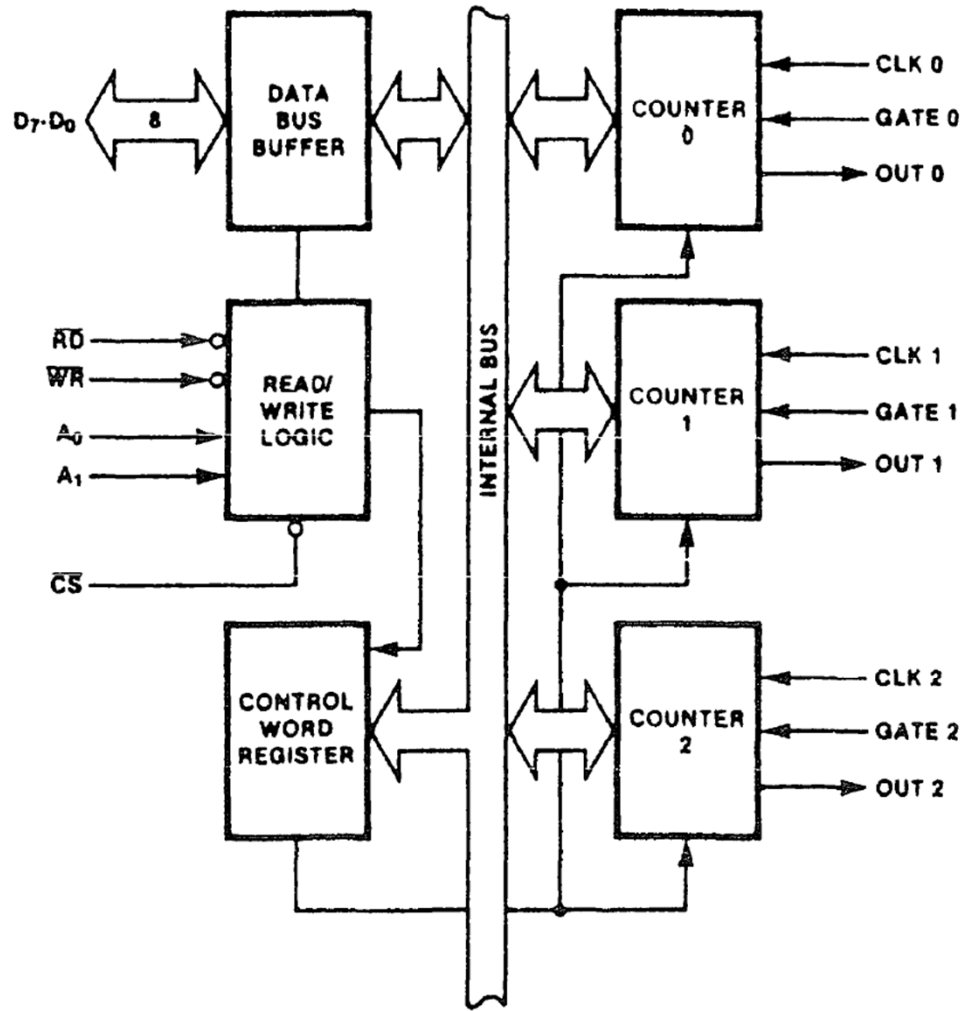 D7-D0
8
DATA
BUS
BUFFER
COUNTER
0
CLK 0
GATE 0
OUT 0
RD
WR
A0
A1
CS
READ/
WRITE
LOGIC
INTERNAL BUS
COUNTER
1
CLK 1
GATE 1
OUT 1
CONTROL
WORD
REGISTER
COUNTER
2
CLK 2
GATE 2
OUT 2